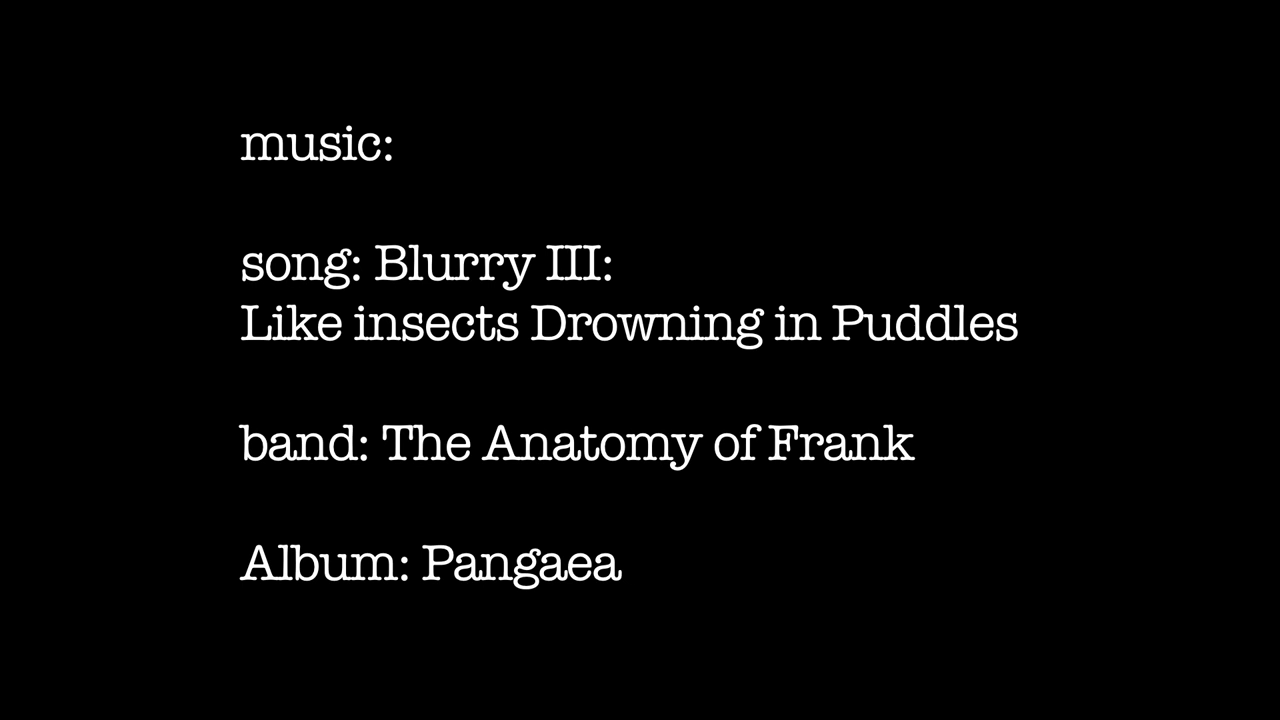 music:
song: Blurry III:
Like insects Drowning in Puddles
band: The Anatomy of Frank
Album: Pangaea